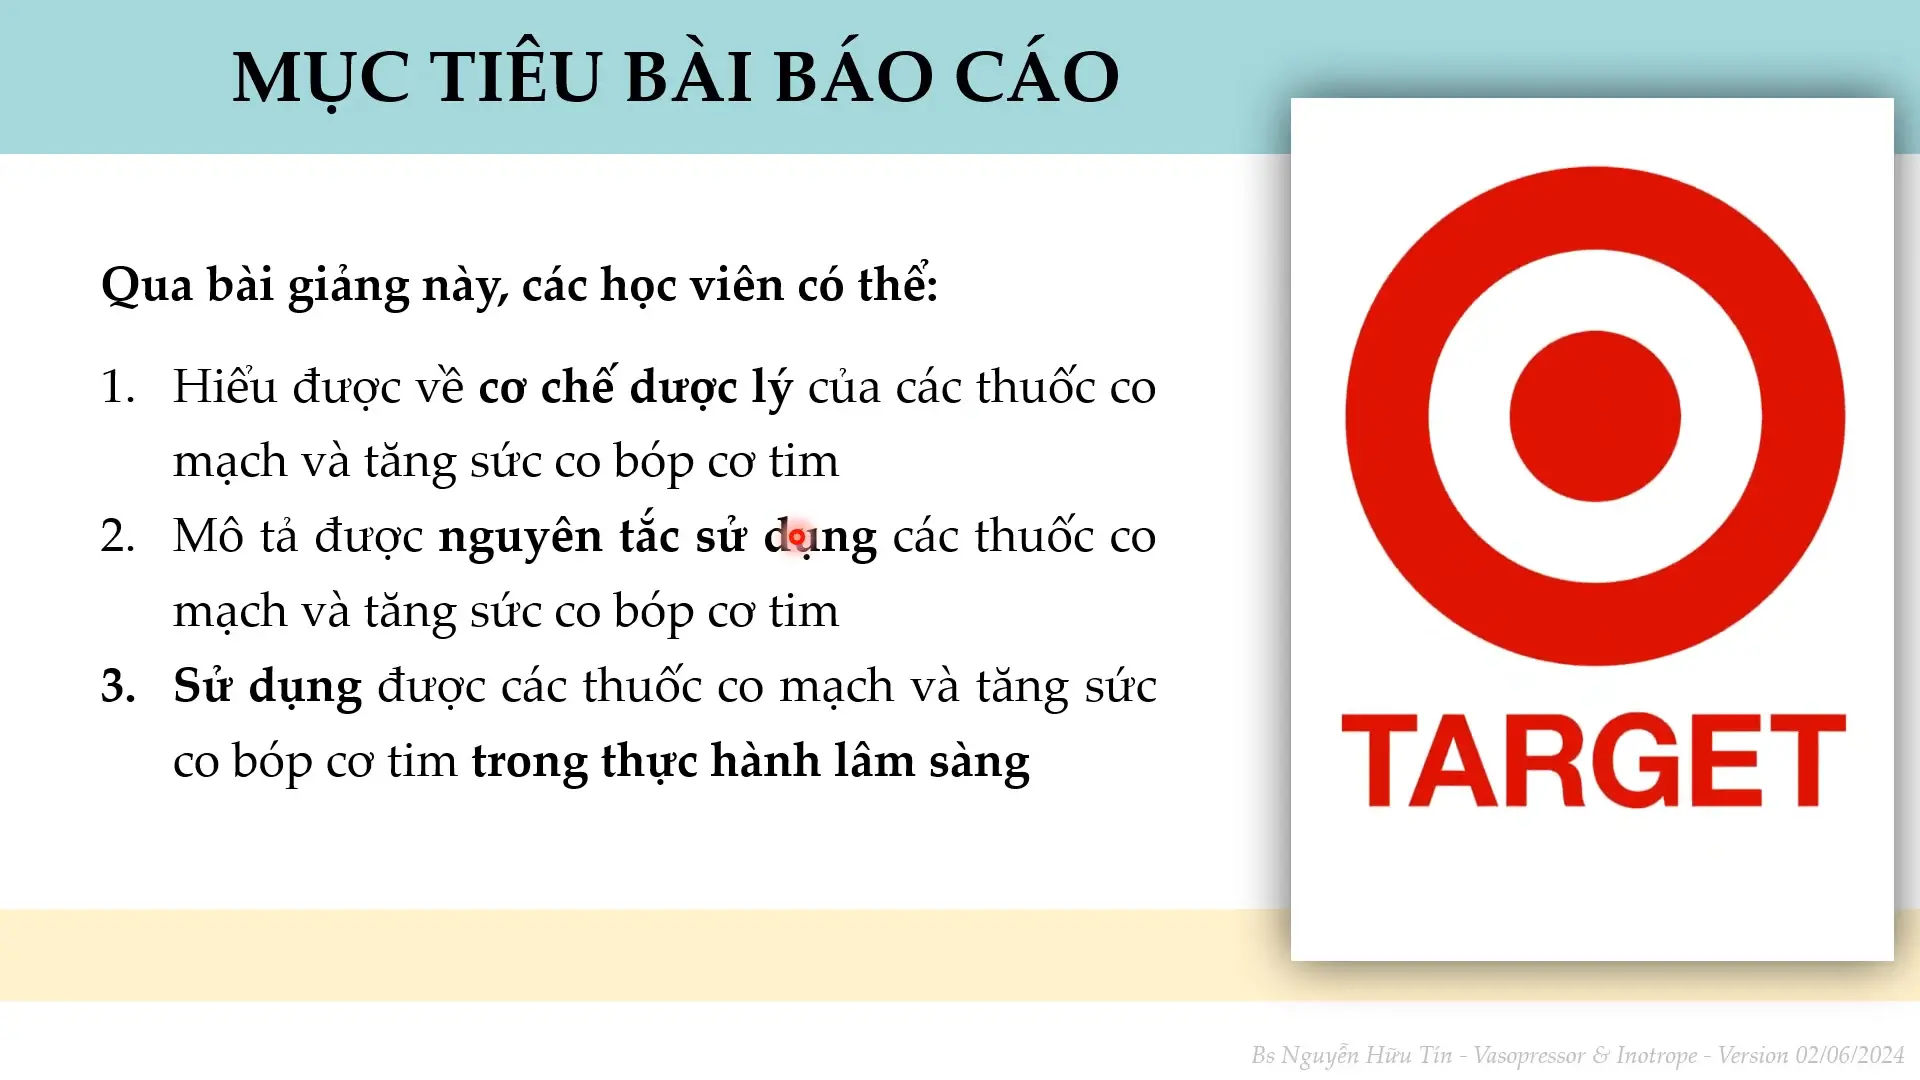 MỤC TIÊU BÀI BÁO CÁO
Qua bài giảng này, các học viên có thể:
1. Hiểu được về cơ chế dược lý của các thuốc co
mạch và tăng sức co bóp cơ tim
2. Mô tả được nguyên tắc sử dụng các thuốc co
mạch và tăng sức co bóp cơ tim
3. Sử dụng được các thuốc co mạch và tăng sức
co bóp cơ tim trong thực hành lâm sàng
TARGET
Bs Nguyễn Hữu Tín - Vasopressor & Inotrope - Version 02/06/2024